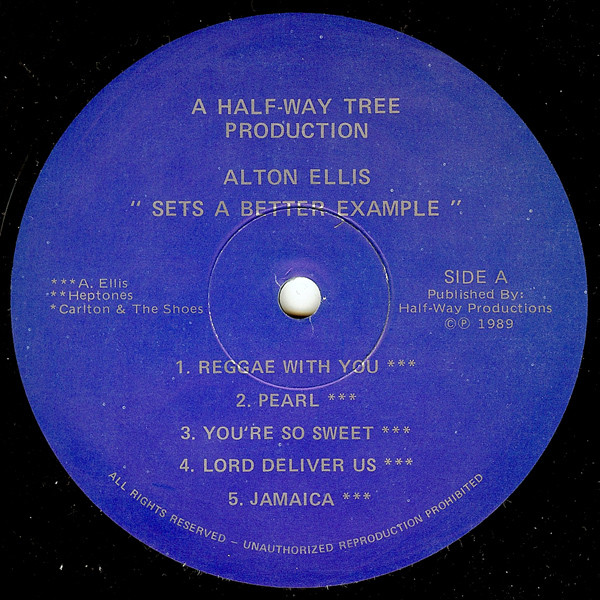 A HALF-WAY TREE
PRODUCTION
ALTON ELLIS
" SETS A BETTER EXAMPLE "
***A. Ellis
**Heptones
*Carlton & The Shoes
SIDE A
Published By:
Half-Way Productions
©℗ 1989
1. REGGAE WITH YOU ***
2. PEARL ***
3. YOU'RE SO SWEET ***
4. LORD DELIVER US ***
5. JAMAICA ***
ALL RIGHTS RESERVED – UNAUTHORIZED REPRODUCTION PROHIBITED